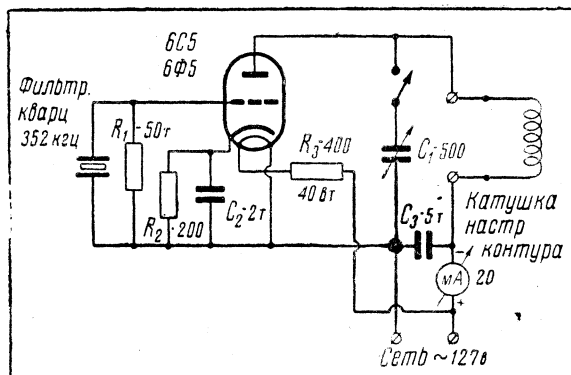 6С5
6Ф5
Фильтр.
кварц
352 кгц
R₁-50т
R₂-200
C₂-2т
R₃-400
40 вт
C₁-500
C₃-5т
Катушка
настр
контура
-
мА
20
+
Сеть ~127в